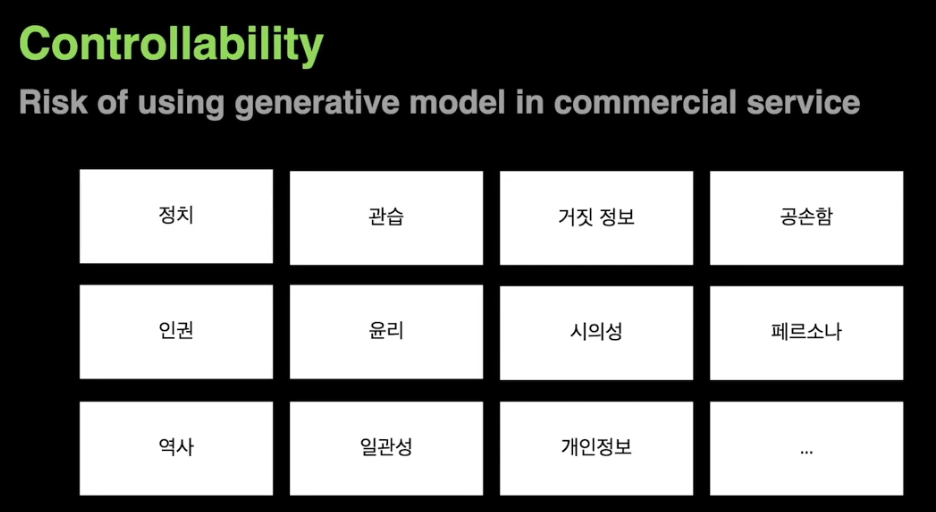 Controllability
Risk of using generative model in commercial service
정치
관습
거짓 정보
공손함
인권
윤리
시의성
페르소나
역사
일관성
개인정보
...